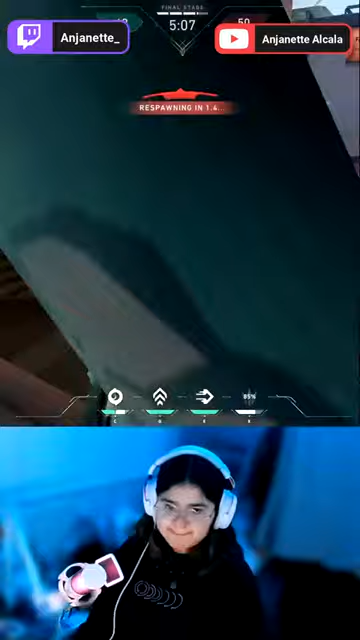 FINAL STAGE
5:07
50
Anjanette_
Anjanette Alcala
RESPAWNING IN 1.4...
85%
C